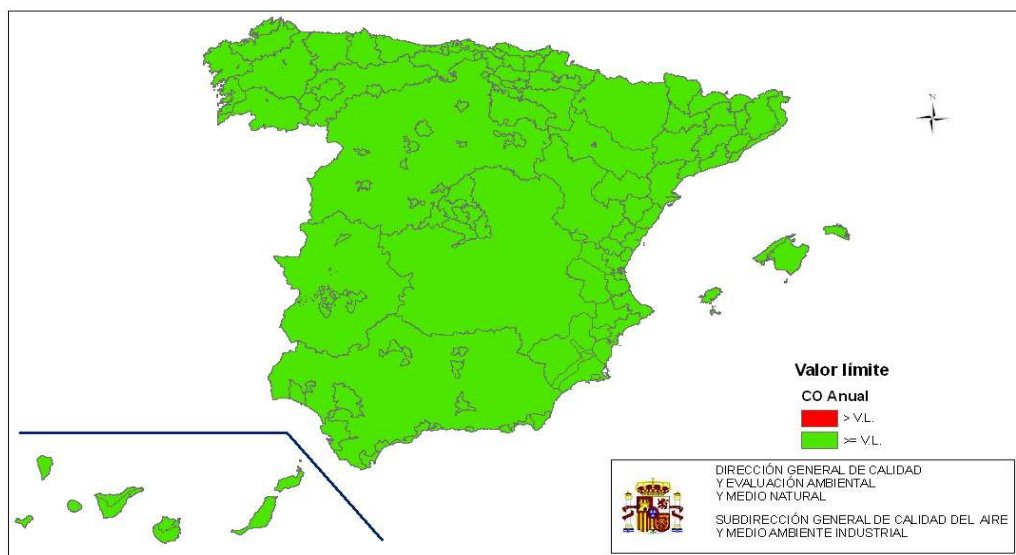 N
Valor límite
CO Anual
> V.L.
>= V.L.
DIRECCIÓN GENERAL DE CALIDAD
Y EVALUACIÓN AMBIENTAL
Y MEDIO NATURAL
SUBDIRECCIÓN GENERAL DE CALIDAD DEL AIRE
Y MEDIO AMBIENTE INDUSTRIAL